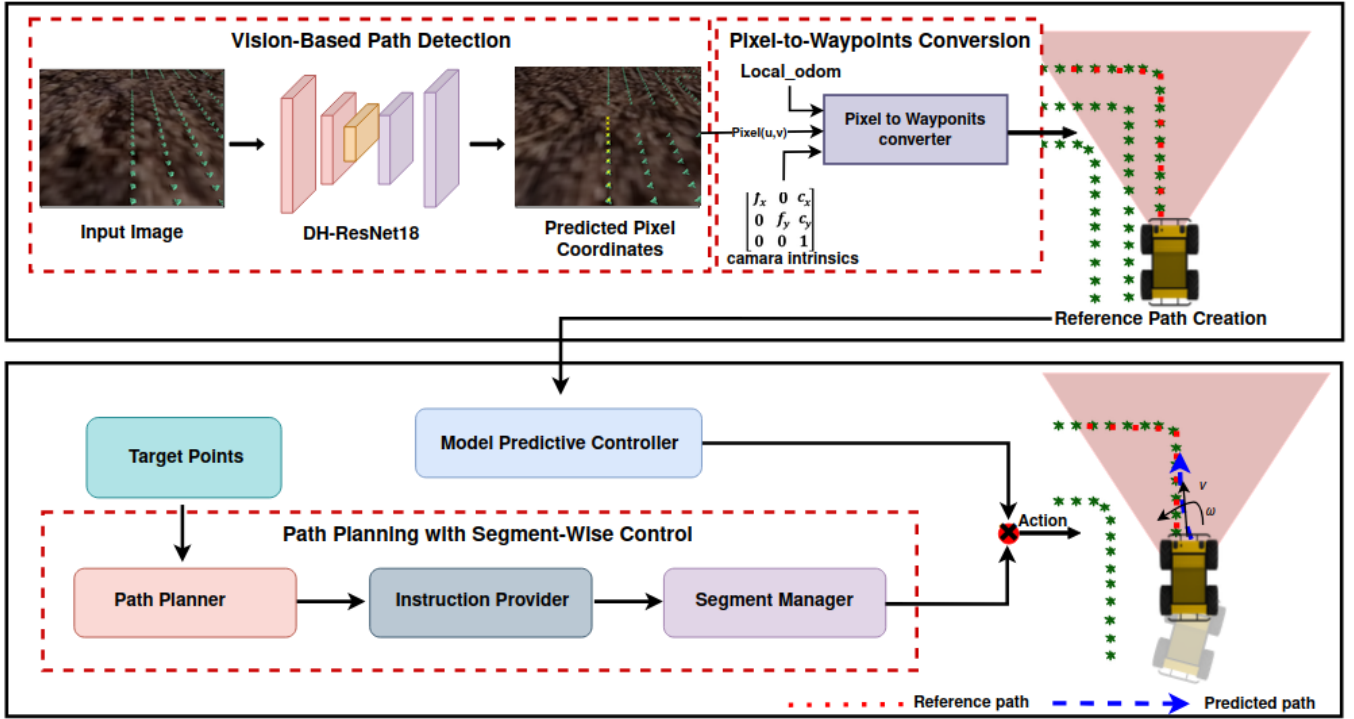 Vision-Based Path Detection
Input Image
DH-ResNet18
Predicted Pixel
Coordinates
Pixel-to-Waypoints Conversion
Local_odom
Pixel(u,v)
Pixel to Wayponits
converter
f_x 0 c_x
0 f_y c_y
0 0 1
camara intrinsics
Reference Path Creation
Target Points
Model Predictive Controller
Path Planning with Segment-Wise Control
Path Planner
Instruction Provider
Segment Manager
Action
v
ω
Reference path
Predicted path